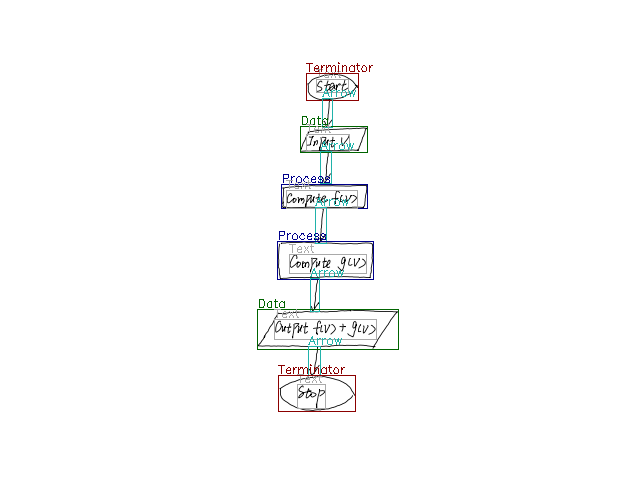 Terminator
Text
Start
Arrow
Data
Text
Input V
Arrow
Process
Text
Compute f(V)
Arrow
Process
Text
Compute g(V)
Arrow
Data
Text
Output f(V) + g(V)
Arrow
Terminator
Text
Stop